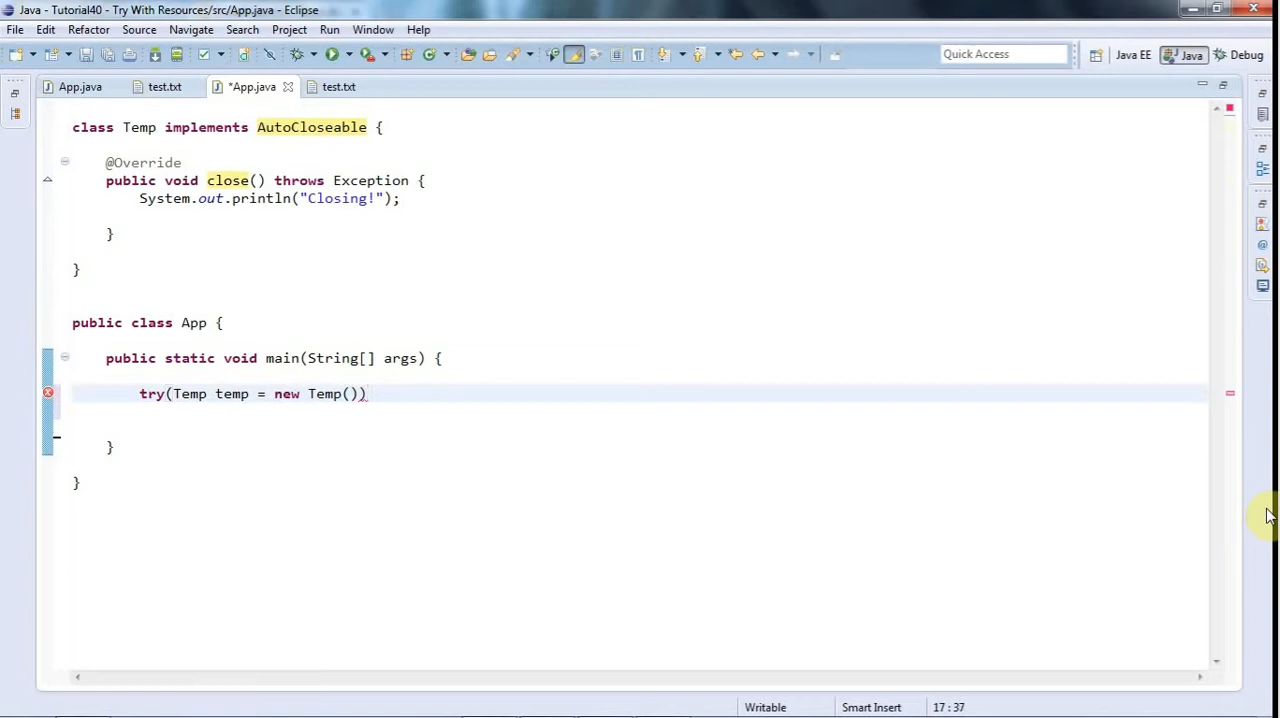 Java - Tutorial40 - Try With Resources/src/App.java - Eclipse
File Edit Refactor Source Navigate Search Project Run Window Help
Quick Access Java EE Java Debug
App.java test.txt *App.java test.txt
class Temp implements AutoCloseable {
@Override
public void close() throws Exception {
System.out.println("Closing!");
}
}
public class App {
public static void main(String[] args) {
try(Temp temp = new Temp())
}
}
Writable Smart Insert 17 : 37